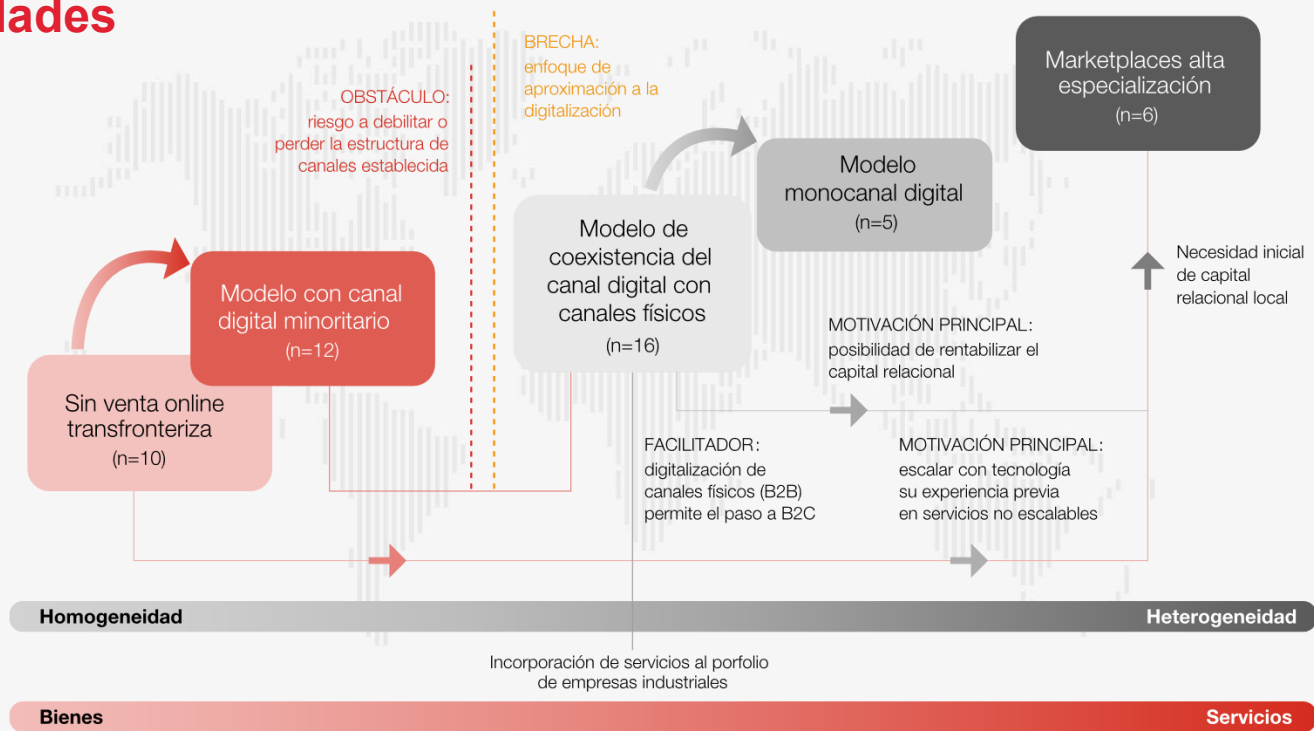 lades
OBSTÁCULO:
riesgo a debilitar o
perder la estructura de
canales establecida
BRECHA:
enfoque de
aproximación a la
digitalización
Marketplaces alta
especialización
(n=6)
Modelo
monocanal digital
(n=5)
Modelo de
coexistencia del
canal digital con
canales físicos
(n=16)
Modelo con canal
digital minoritario
(n=12)
Sin venta online
transfronteriza
(n=10)
Necesidad inicial
de capital
relacional local
MOTIVACIÓN PRINCIPAL:
posibilidad de rentabilizar el
capital relacional
FACILITADOR:
digitalización de
canales físicos (B2B)
permite el paso a B2C
MOTIVACIÓN PRINCIPAL:
escalar con tecnología
su experiencia previa
en servicios no escalables
Homogeneidad
Heterogeneidad
Incorporación de servicios al porfolio
de empresas industriales
Bienes
Servicios